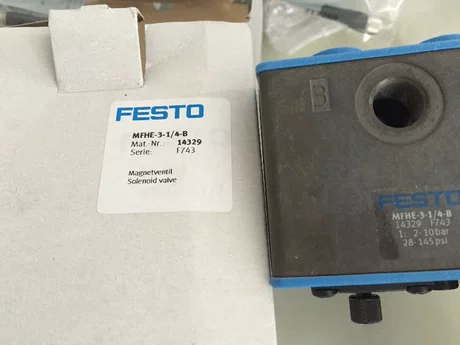 FESTO
MFHE-3-1/4-B
Mat.-Nr.: 14329
Serie: F743
Magnetventil
Solenoid valve
B
FESTO
MFHE-3-1/4-B
14329 F743
1: 2-10bar
28-145psi